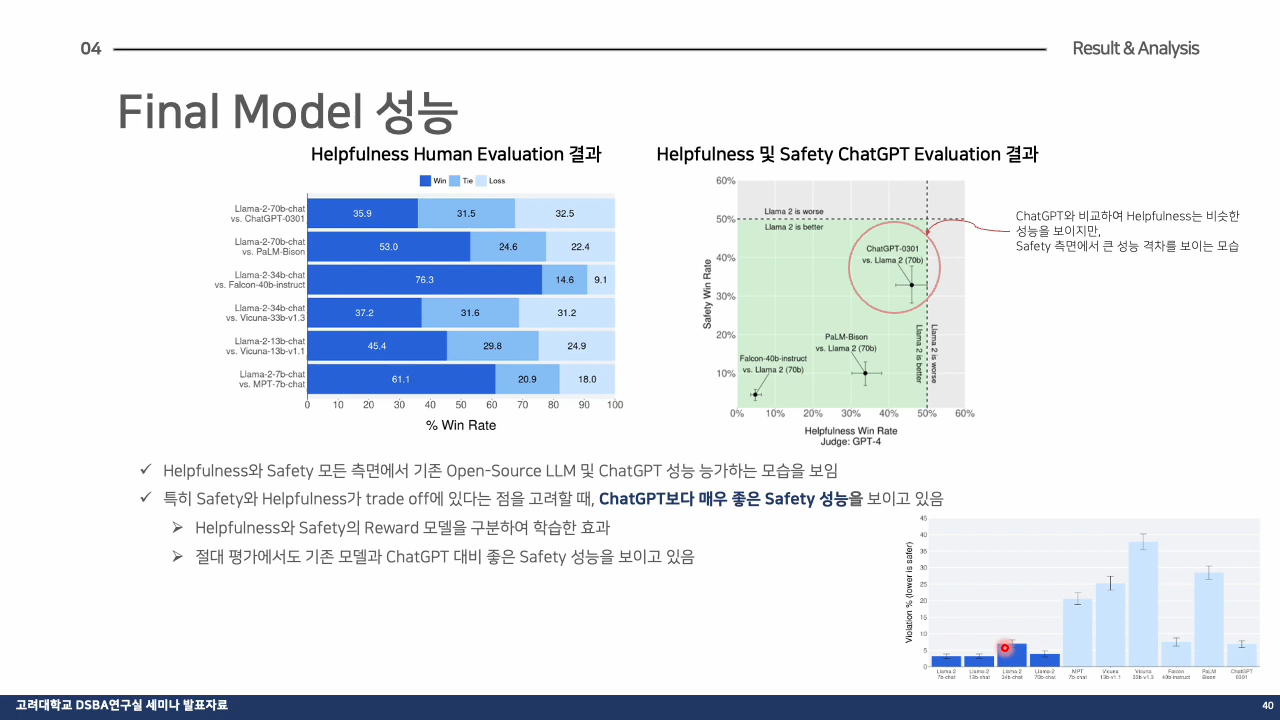 04
Result & Analysis
Final Model 성능
Helpfulness Human Evaluation 결과
Win Tie Loss
Llama-2-70b-chat
vs. ChatGPT-0301
35.9 31.5 32.5
Llama-2-70b-chat
vs. PaLM-Bison
53.0 24.6 22.4
Llama-2-34b-chat
vs. Falcon-40b-instruct
76.3 14.6 9.1
Llama-2-34b-chat
vs. Vicuna-33b-v1.3
37.2 31.6 31.2
Llama-2-13b-chat
vs. Vicuna-13b-v1.1
45.4 29.8 24.9
Llama-2-7b-chat
vs. MPT-7b-chat
61.1 20.9 18.0
0 10 20 30 40 50 60 70 80 90 100
% Win Rate
Helpfulness 및 Safety ChatGPT Evaluation 결과
60%
50%
40%
30%
20%
10%
Safety Win Rate
Llama 2 is worse
Llama 2 is better
ChatGPT-0301
vs. Llama 2 (70b)
PaLM-Bison
vs. Llama 2 (70b)
Falcon-40b-instruct
vs. Llama 2 (70b)
Llama 2 is better
Llama 2 is worse
0% 10% 20% 30% 40% 50% 60%
Helpfulness Win Rate
Judge: GPT-4
ChatGPT와 비교하여 Helpfulness는 비슷한
성능을 보이지만,
Safety 측면에서 큰 성능 격차를 보이는 모습
✓ Helpfulness와 Safety 모든 측면에서 기존 Open-Source LLM 및 ChatGPT 성능 능가하는 모습을 보임
✓ 특히 Safety와 Helpfulness가 trade off에 있다는 점을 고려할 때, ChatGPT보다 매우 좋은 Safety 성능을 보이고 있음
➢ Helpfulness와 Safety의 Reward 모델을 구분하여 학습한 효과
➢ 절대 평가에서도 기존 모델과 ChatGPT 대비 좋은 Safety 성능을 보이고 있음
Violation % (lower is safer)
45
40
35
30
25
20
15
10
5
0
Llama-2 Llama-2 Llama-2 Llama-2 MPT Vicuna Vicuna Falcon PaLM ChatGPT
7b-chat 13b-chat 34b-chat 70b-chat 7b-chat 13b-v1.1 33b-v1.3 40b-instruct Bison 0301
고려대학교 DSBA연구실 세미나 발표자료
40